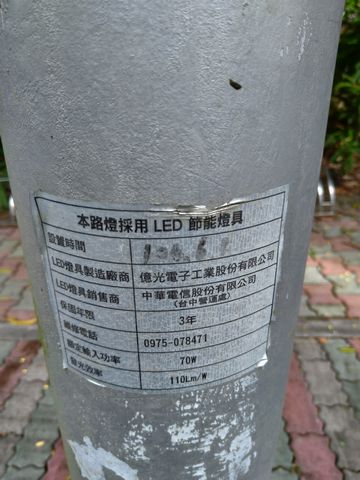 本路燈採用 LED 節能燈具
設置時間
LED燈具製造廠商 億光電子工業股份有限公司
LED燈具銷售商 中華電信股份有限公司
(台中營運處)
保固年限 3年
維修電話 0975-078471
額定輸入功率 70W
發光效率 110Lm/W